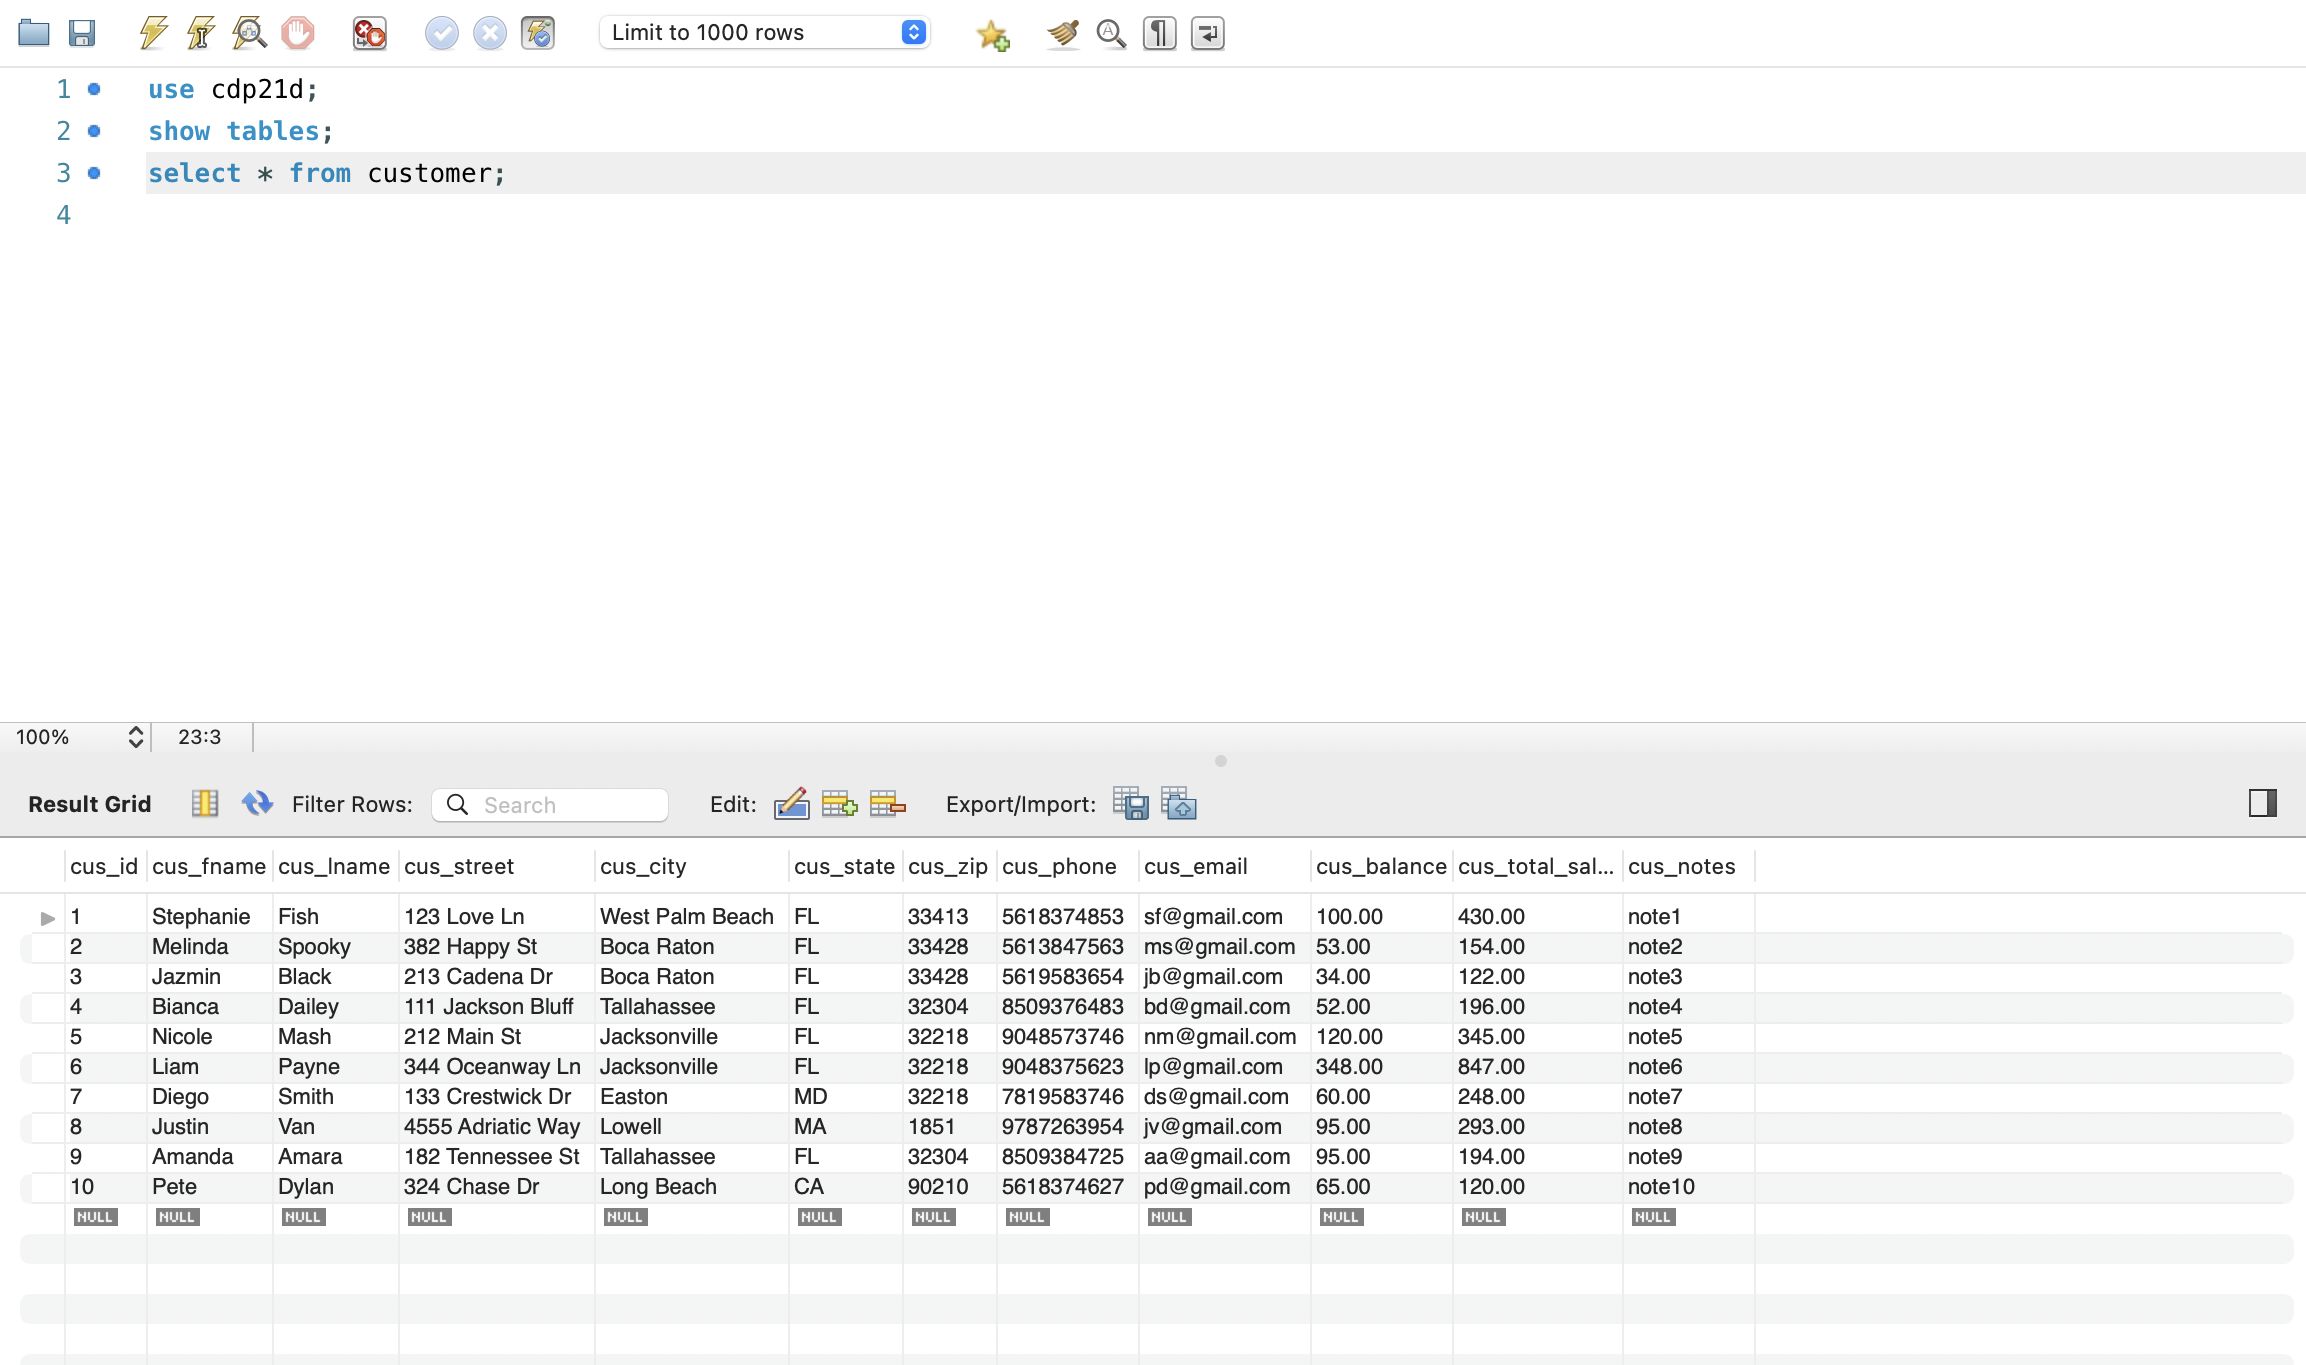 Limit to 1000 rows
1 use cdp21d;
2 show tables;
3 select * from customer;
4
100% 23:3
Result Grid Filter Rows: Search Edit: Export/Import:
cus_id cus_fname cus_lname cus_street cus_city cus_state cus_zip cus_phone cus_email cus_balance cus_total_sal... cus_notes
1 Stephanie Fish 123 Love Ln West Palm Beach FL 33413 5618374853 sf@gmail.com 100.00 430.00 note1
2 Melinda Spooky 382 Happy St Boca Raton FL 33428 5613847563 ms@gmail.com 53.00 154.00 note2
3 Jazmin Black 213 Cadena Dr Boca Raton FL 33428 5619583654 jb@gmail.com 34.00 122.00 note3
4 Bianca Dailey 111 Jackson Bluff Tallahassee FL 32304 8509376483 bd@gmail.com 52.00 196.00 note4
5 Nicole Mash 212 Main St Jacksonville FL 32218 9048573746 nm@gmail.com 120.00 345.00 note5
6 Liam Payne 344 Oceanway Ln Jacksonville FL 32218 9048375623 lp@gmail.com 348.00 847.00 note6
7 Diego Smith 133 Crestwick Dr Easton MD 32218 7819583746 ds@gmail.com 60.00 248.00 note7
8 Justin Van 4555 Adriatic Way Lowell MA 1851 9787263954 jv@gmail.com 95.00 293.00 note8
9 Amanda Amara 182 Tennessee St Tallahassee FL 32304 8509384725 aa@gmail.com 95.00 194.00 note9
10 Pete Dylan 324 Chase Dr Long Beach CA 90210 5618374627 pd@gmail.com 65.00 120.00 note10
NULL NULL NULL NULL NULL NULL NULL NULL NULL NULL NULL NULL